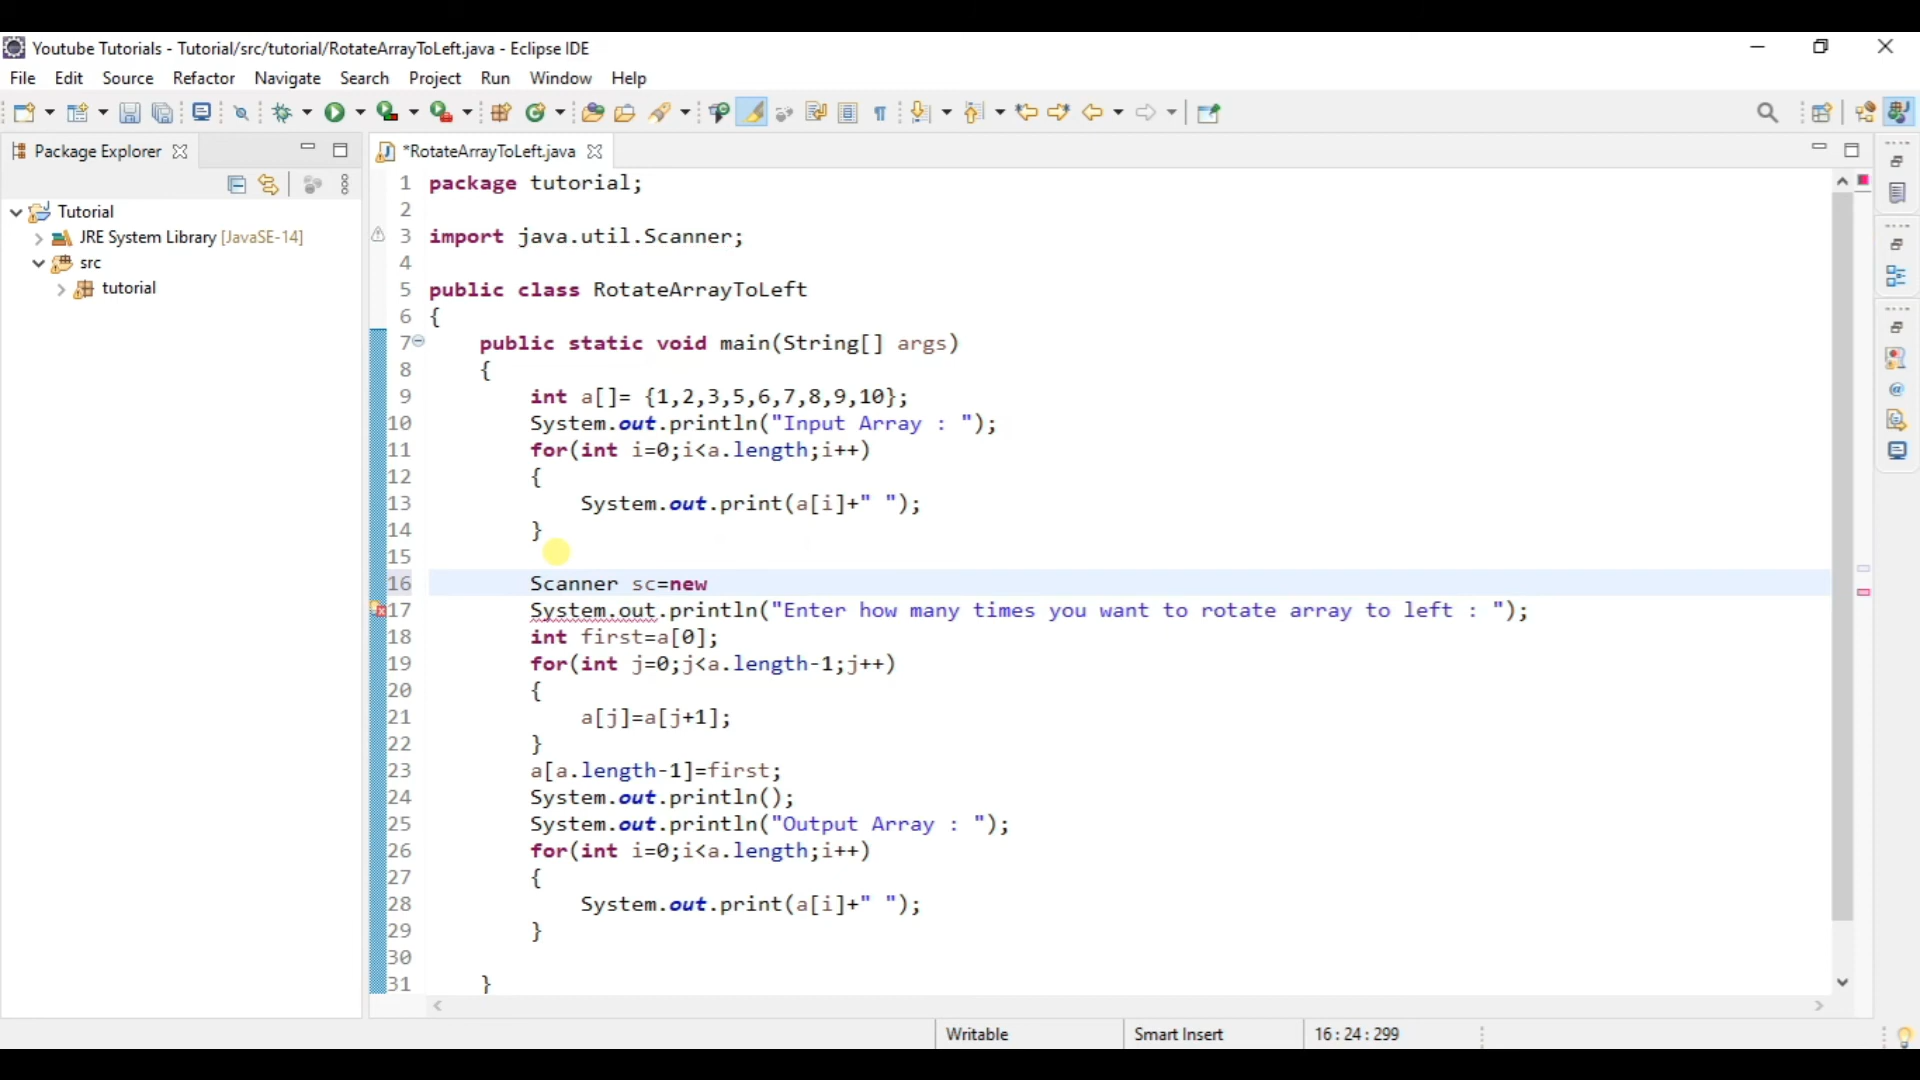 Youtube Tutorials - Tutorial/src/tutorial/RotateArrayToLeft.java - Eclipse IDE
File Edit Source Refactor Navigate Search Project Run Window Help
Package Explorer
Tutorial
JRE System Library [JavaSE-14]
src
tutorial
*RotateArrayToLeft.java
1 package tutorial;
2
3 import java.util.Scanner;
4
5 public class RotateArrayToLeft
6 {
7 public static void main(String[] args)
8 {
9 int a[]= {1,2,3,5,6,7,8,9,10};
10 System.out.println("Input Array : ");
11 for(int i=0;i<a.length;i++)
12 {
13 System.out.print(a[i]+" ");
14 }
15
16 Scanner sc=new
17 System.out.println("Enter how many times you want to rotate array to left : ");
18 int first=a[0];
19 for(int j=0;j<a.length-1;j++)
20 {
21 a[j]=a[j+1];
22 }
23 a[a.length-1]=first;
24 System.out.println();
25 System.out.println("Output Array : ");
26 for(int i=0;i<a.length;i++)
27 {
28 System.out.print(a[i]+" ");
29 }
30
31 }
Writable Smart Insert 16 : 24 : 299